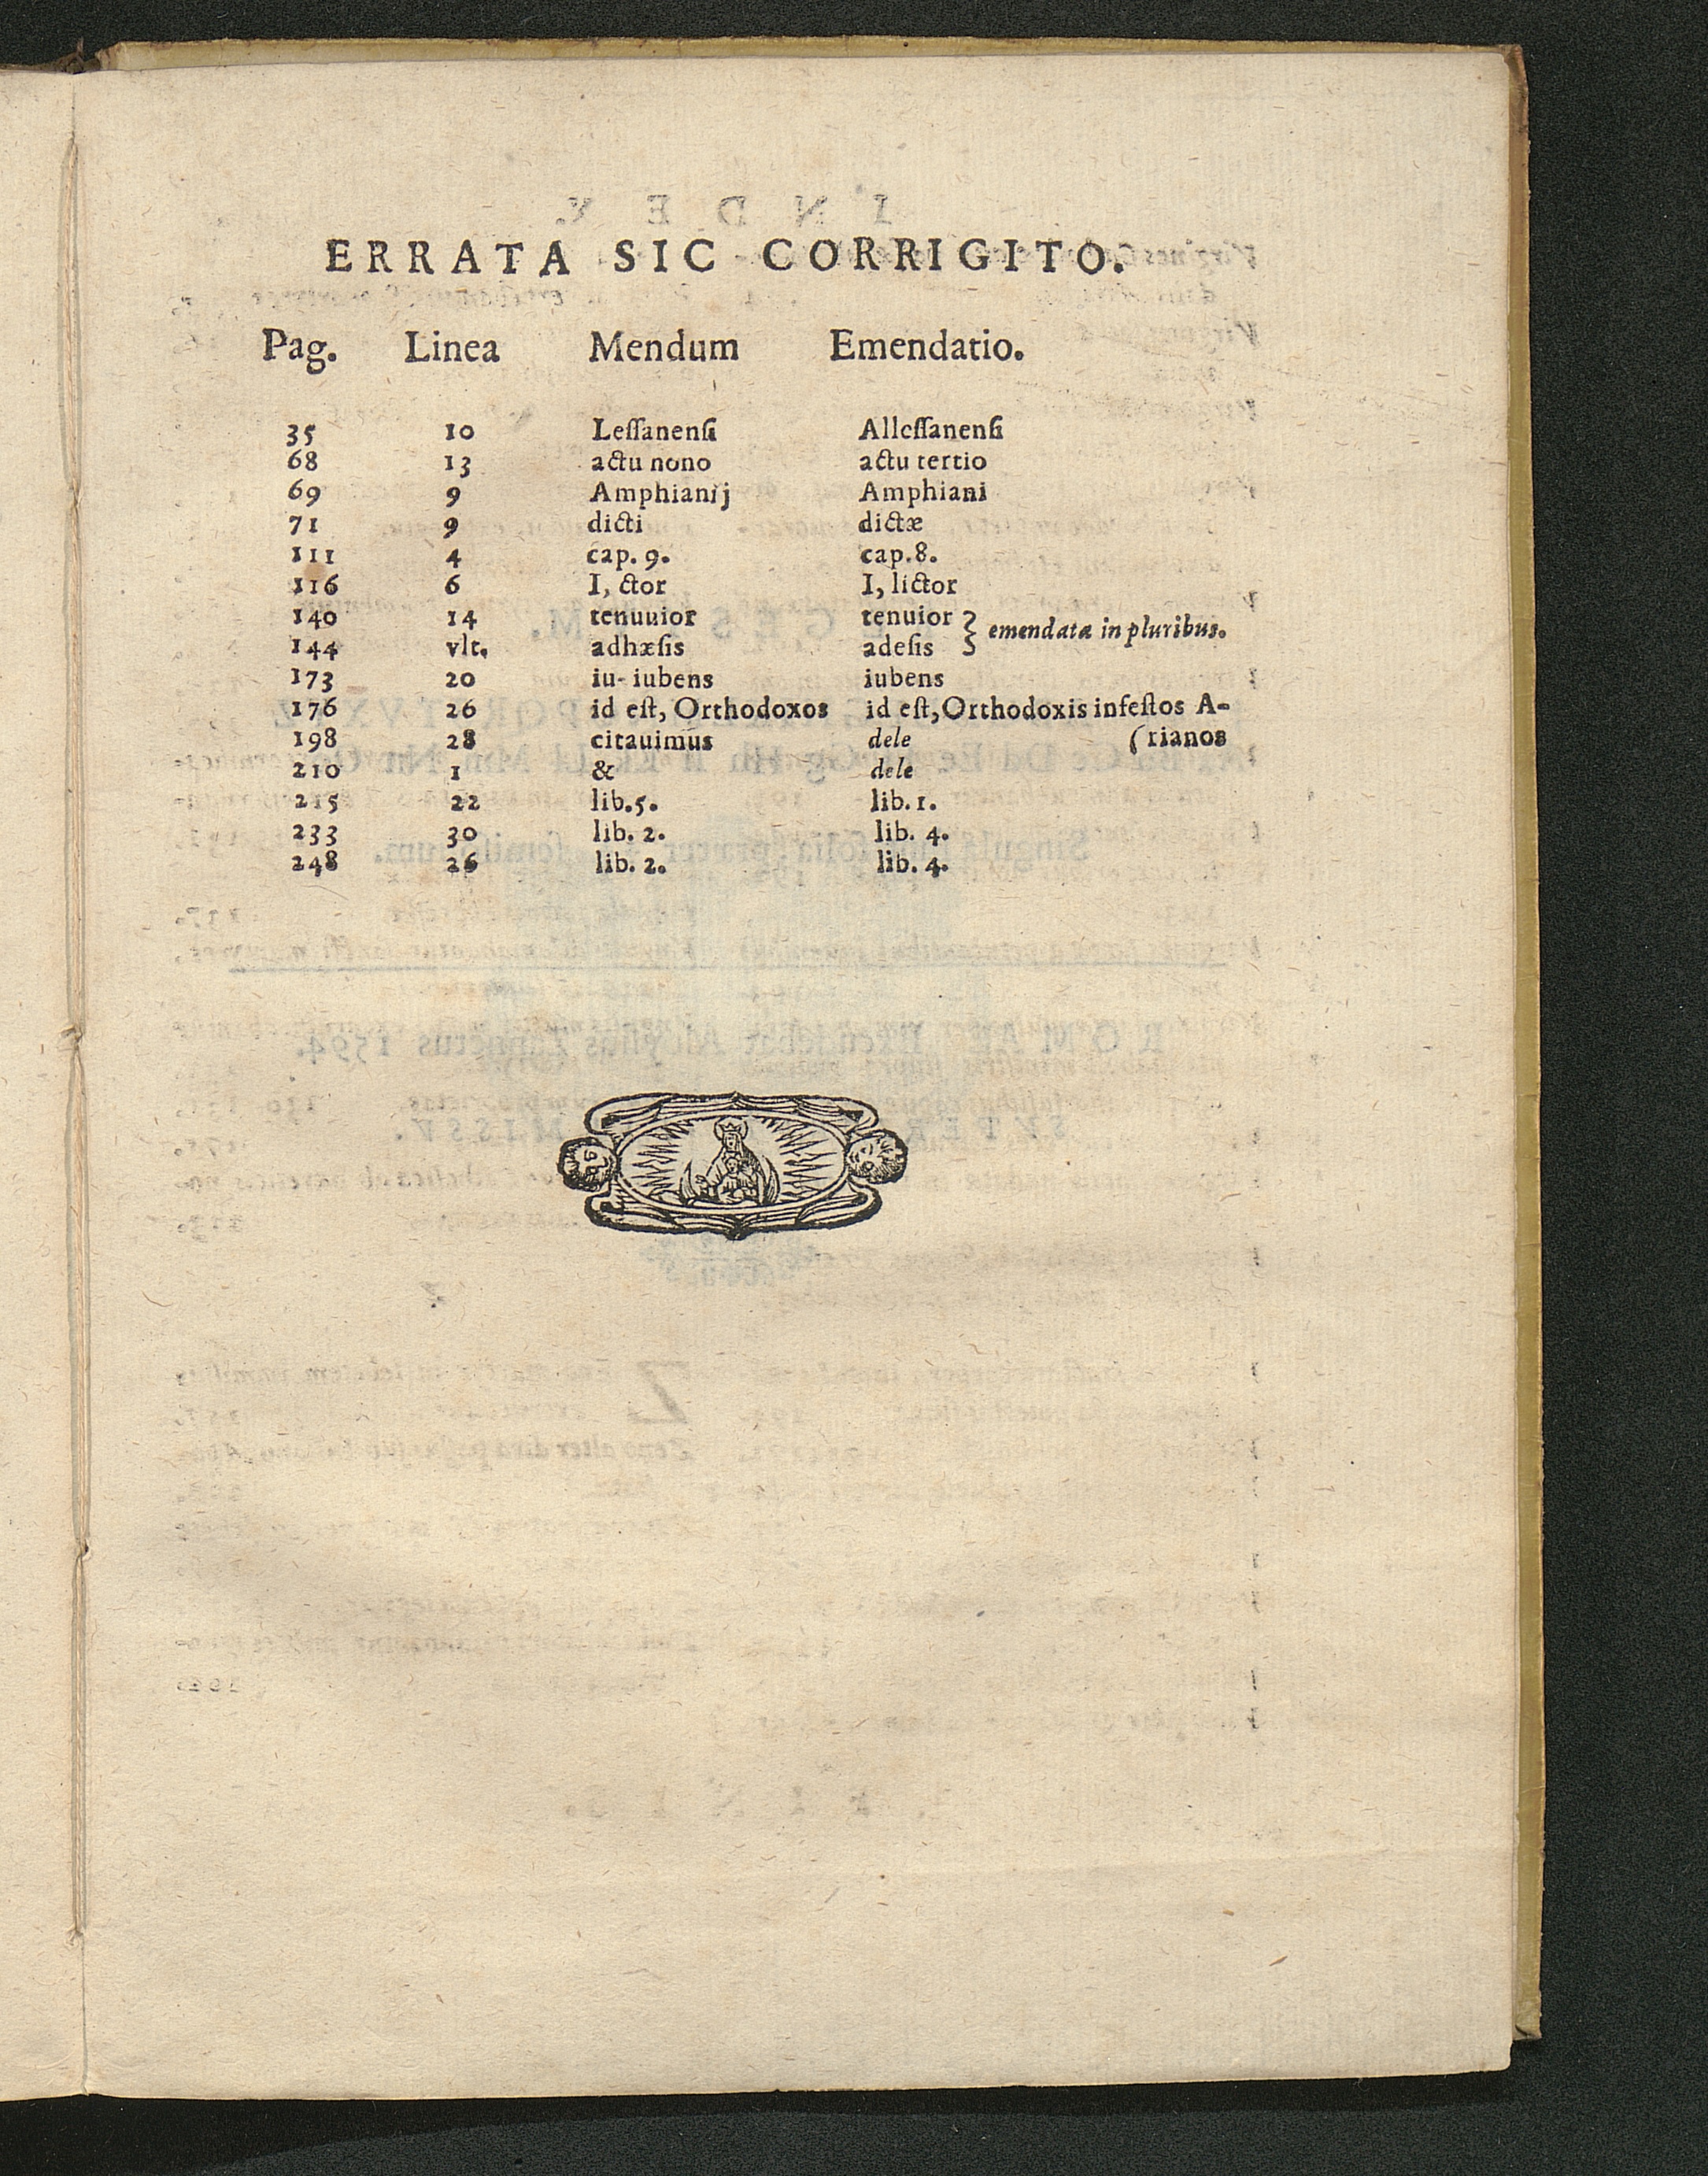 ERRATA SIC CORRIGITO.
Pag. Linea Mendum Emendatio.
35 10 Leſſanenſi Alleſſanenſi
68 13 actu nono actu tertio
69 9 Amphianij Amphiani
71 9 dicti dictæ
111 4 cap. 9. cap.8.
116 6 I, ctor I, lictor
140 14 tenuuior tenuior } emendata in pluribus.
144 vlt. adhæſis adeſis
173 20 iu- iubens iubens
176 26 id eſt, Orthodoxos id eſt, Orthodoxis infeſtos A-
198 28 citauimus dele (rianos
210 1 & dele
215 22 lib.5. lib. 1.
233 30 lib. 2. lib. 4.
248 26 lib. 2. lib. 4.